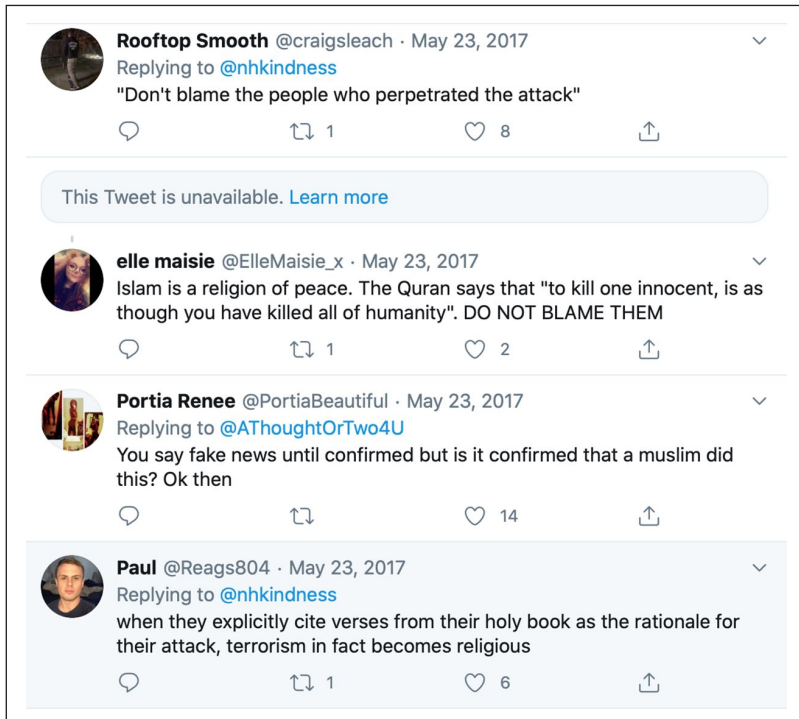 Rooftop Smooth @craigsleach · May 23, 2017
Replying to @nhkindness
"Don't blame the people who perpetrated the attack"
1 8
This Tweet is unavailable. Learn more
elle maisie @ElleMaisie_x · May 23, 2017
Islam is a religion of peace. The Quran says that "to kill one innocent, is as
though you have killed all of humanity". DO NOT BLAME THEM
1 2
Portia Renee @PortiaBeautiful · May 23, 2017
Replying to @AThoughtOrTwo4U
You say fake news until confirmed but is it confirmed that a muslim did
this? Ok then
14
Paul @Reags804 · May 23, 2017
Replying to @nhkindness
when they explicitly cite verses from their holy book as the rationale for
their attack, terrorism in fact becomes religious
1 6